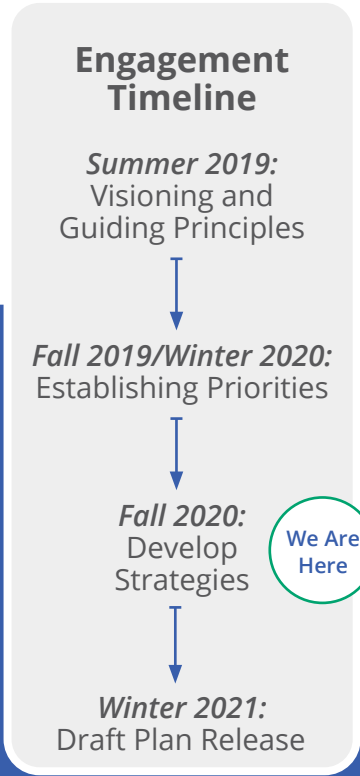 Engagement
Timeline
Summer 2019:
Visioning and
Guiding Principles
Fall 2019/Winter 2020:
Establishing Priorities
Fall 2020:
Develop
Strategies
We Are
Here
Winter 2021:
Draft Plan Release